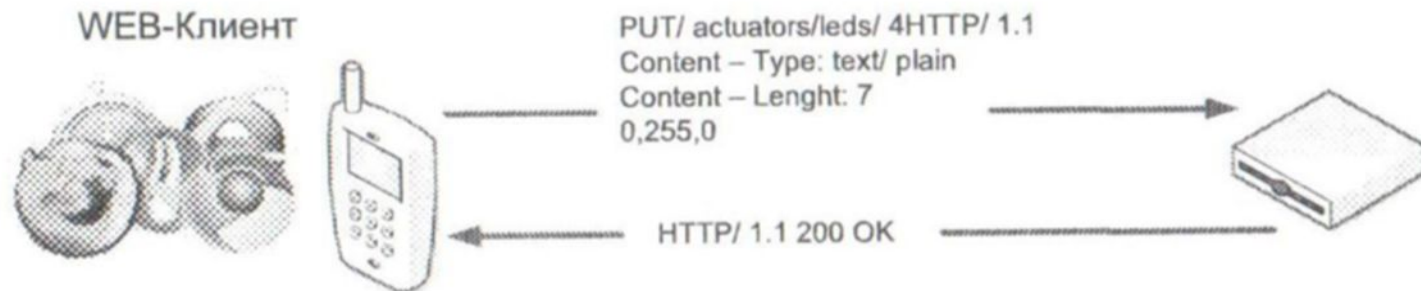 WEB-Клиент
PUT/ actuators/leds/ 4HTTP/ 1.1
Content – Type: text/ plain
Content – Lenght: 7
0,255,0
HTTP/ 1.1 200 OK